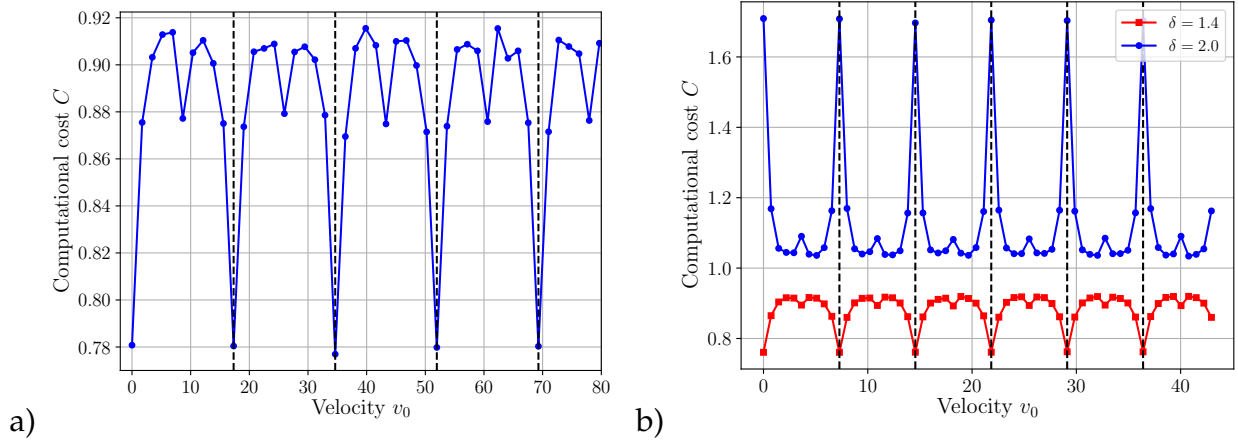 0.92
0.90
0.88
0.86
0.84
0.82
0.80
0.78
Computational cost C
0 10 20 30 40 50 60 70 80
Velocity v₀
a)
1.6
1.4
1.2
1.0
0.8
Computational cost C
δ = 1.4
δ = 2.0
0 10 20 30 40
Velocity v₀
b)